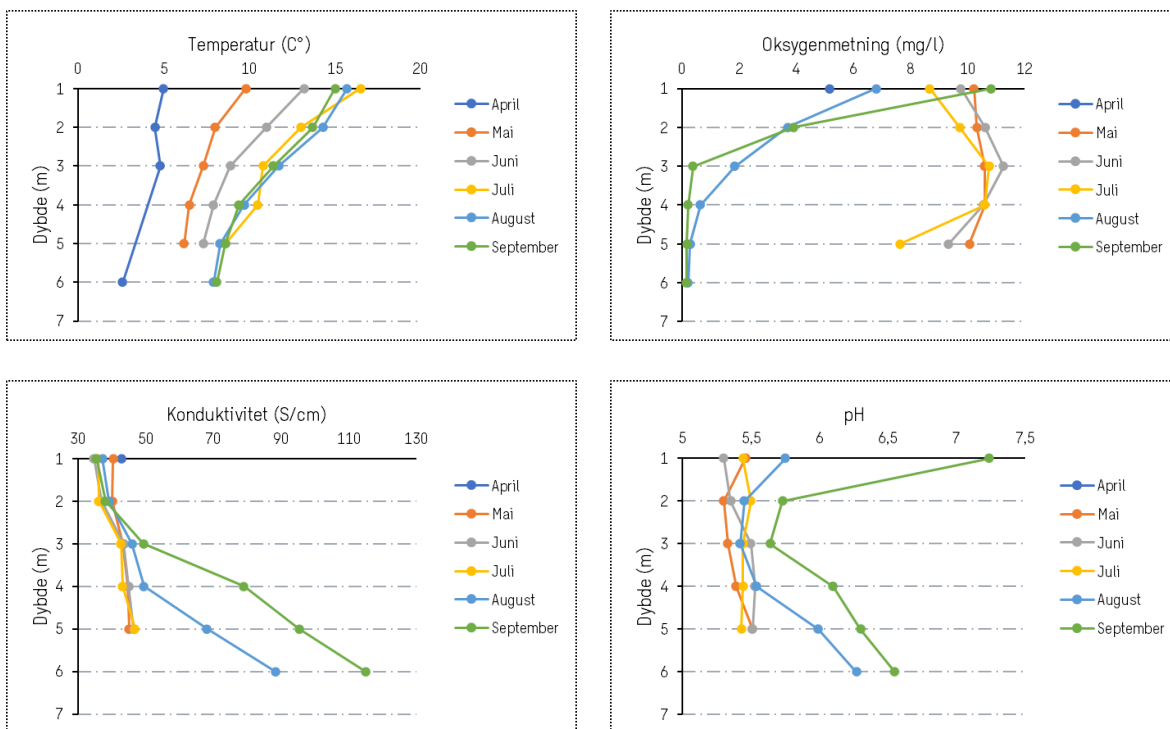 Temperatur (C°)
0 5 10 15 20
1
2
3
4
5
6
7
Dybde (m)
April
Mai
Juni
Juli
August
September
Oksygenmetning (mg/l)
0 2 4 6 8 10 12
1
2
3
4
5
6
7
Dybde (m)
April
Mai
Juni
Juli
August
September
Konduktivitet (S/cm)
30 50 70 90 110 130
1
2
3
4
5
6
7
Dybde (m)
April
Mai
Juni
Juli
August
September
pH
5 5,5 6 6,5 7 7,5
1
2
3
4
5
6
7
Dybde (m)
April
Mai
Juni
Juli
August
September